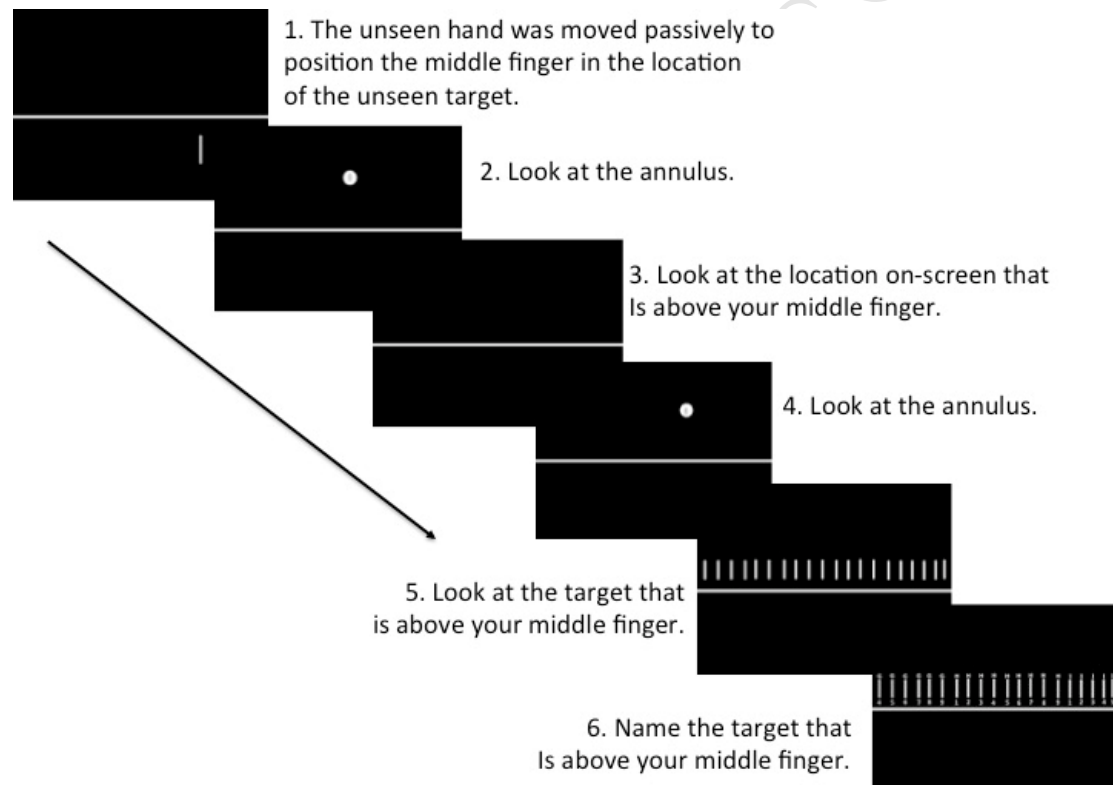 1. The unseen hand was moved passively to
position the middle finger in the location
of the unseen target.
2. Look at the annulus.
3. Look at the location on-screen that
Is above your middle finger.
4. Look at the annulus.
5. Look at the target that
is above your middle finger.
6. Name the target that
Is above your middle finger.